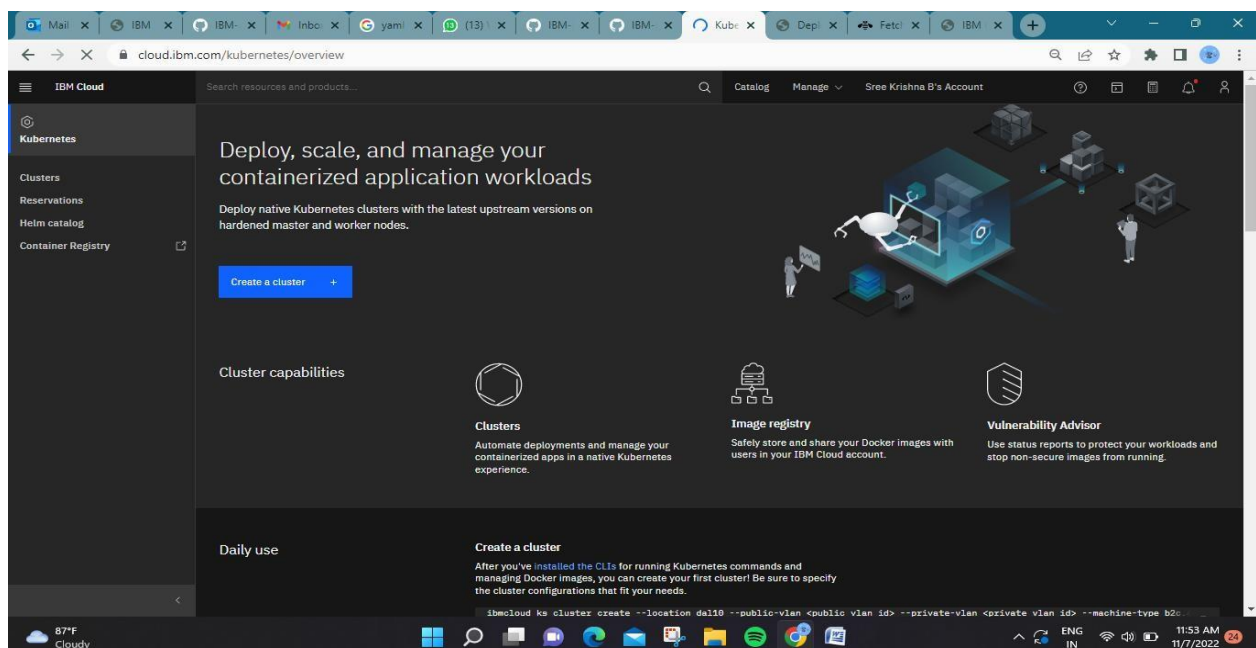 Mail
IBM
IBM-
Inbo
yaml
(13)
IBM-
IBM-
Kube
Depl
Fetcl
IBM
cloud.ibm.com/kubernetes/overview
IBM Cloud
Search resources and products...
Catalog
Manage
Sree Krishna B's Account
Kubernetes
Clusters
Reservations
Helm catalog
Container Registry
Deploy, scale, and manage your
containerized application workloads
Deploy native Kubernetes clusters with the latest upstream versions on
hardened master and worker nodes.
Create a cluster +
Cluster capabilities
Clusters
Automate deployments and manage your
containerized apps in a native Kubernetes
experience.
Image registry
Safely store and share your Docker images with
users in your IBM Cloud account.
Vulnerability Advisor
Use status reports to protect your workloads and
stop non-secure images from running.
Daily use
Create a cluster
After you've installed the CLIs for running Kubernetes commands and
managing Docker images, you can create your first cluster! Be sure to specify
the cluster configurations that fit your needs.
ibmcloud ks cluster create --location dal10 --public-vlan <public vlan id> --private-vlan <private vlan id> --machine-type b2c.
87°F
Cloudy
ENG
IN
11:53 AM
11/7/2022
24